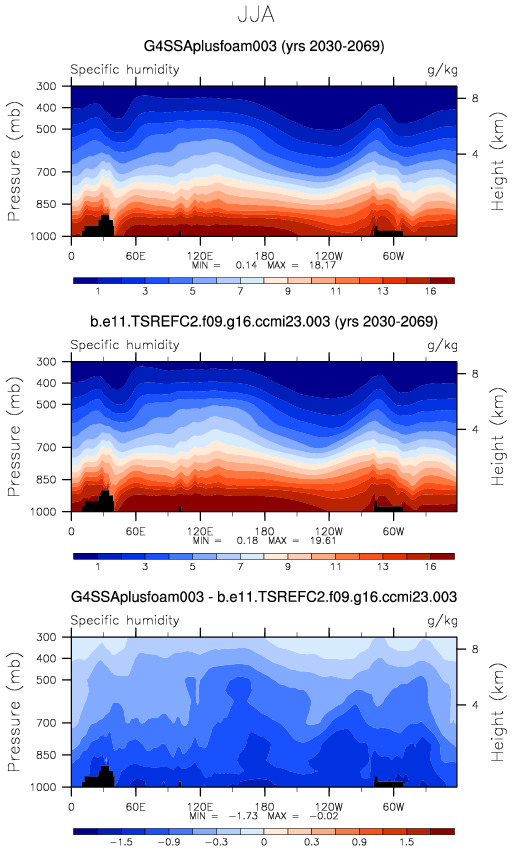 JJA
G4SSAplusfoam003 (yrs 2030-2069)
Specific humidity g/kg
300
400
500
700
850
1000
Pressure (mb)
8
4
Height (km)
0 60E 120E 180 120W 60W
MIN = 0.14 MAX = 18.17
1 3 5 7 9 11 13 16
b.e11.TSREFC2.f09.g16.ccmi23.003 (yrs 2030-2069)
Specific humidity g/kg
300
400
500
700
850
1000
Pressure (mb)
8
4
Height (km)
0 60E 120E 180 120W 60W
MIN = 0.18 MAX = 19.61
1 3 5 7 9 11 13 16
G4SSAplusfoam003 - b.e11.TSREFC2.f09.g16.ccmi23.003
Specific humidity g/kg
300
400
500
700
850
1000
Pressure (mb)
8
4
Height (km)
0 60E 120E 180 120W 60W
MIN = −1.73 MAX = −0.02
−1.5 −0.9 −0.3 0 0.3 0.9 1.5